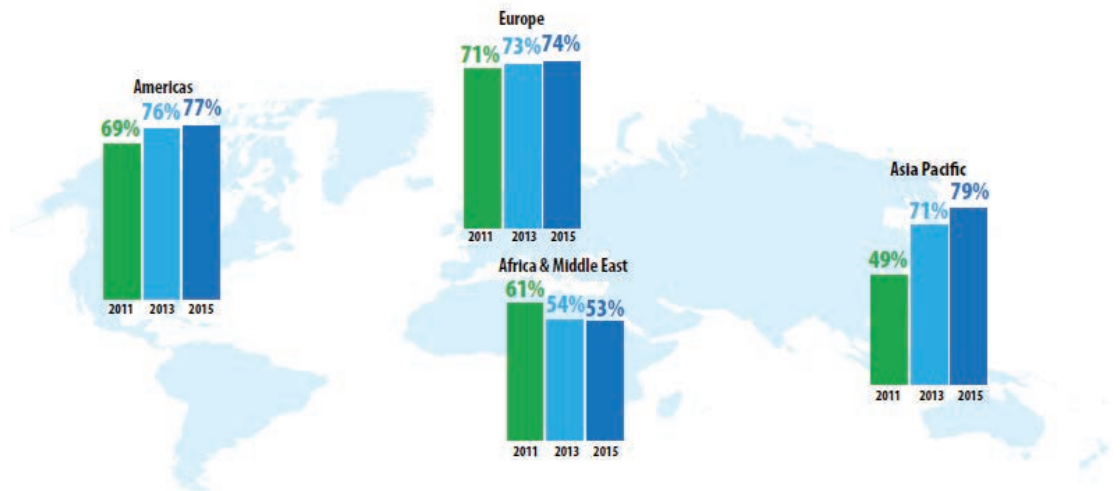 Europe
71% 73% 74%
2011 2013 2015
Americas
69% 76% 77%
2011 2013 2015
Africa & Middle East
61% 54% 53%
2011 2013 2015
Asia Pacific
49% 71% 79%
2011 2013 2015